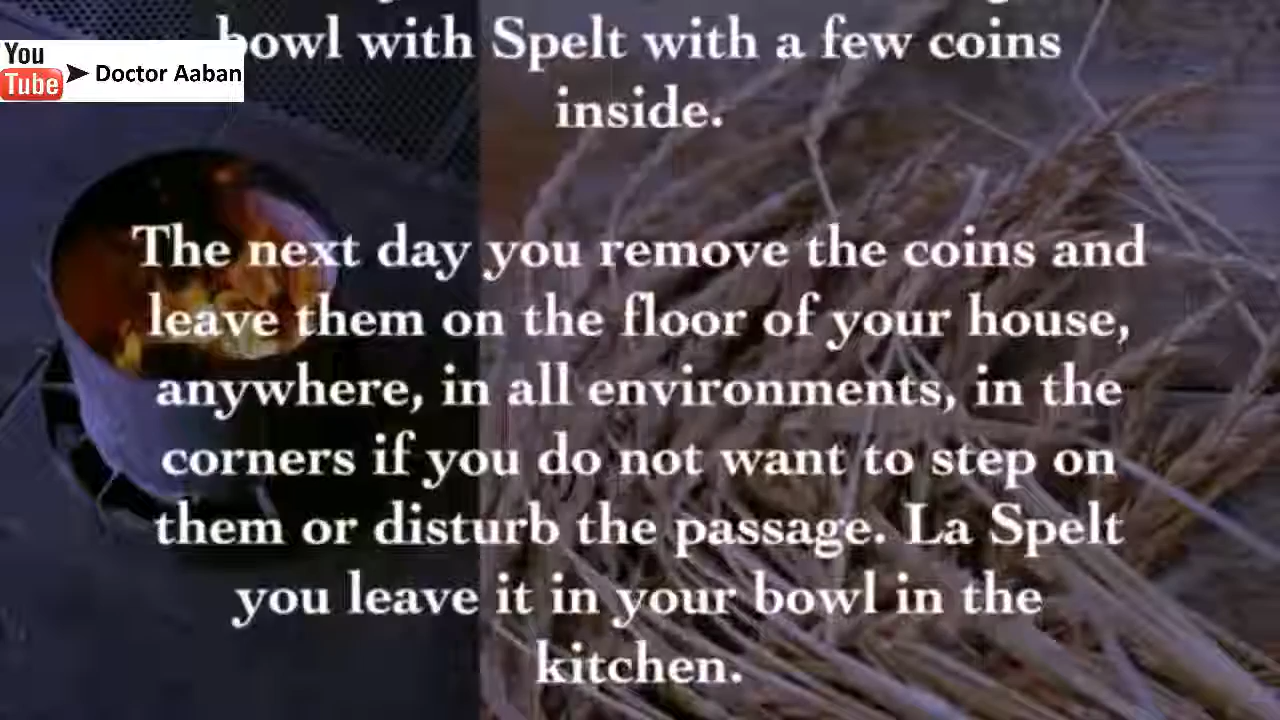 bowl with Spelt with a few coins
inside.
You
Tube
Doctor Aaban
The next day you remove the coins and
leave them on the floor of your house,
anywhere, in all environments, in the
corners if you do not want to step on
them or disturb the passage. La Spelt
you leave it in your bowl in the
kitchen.